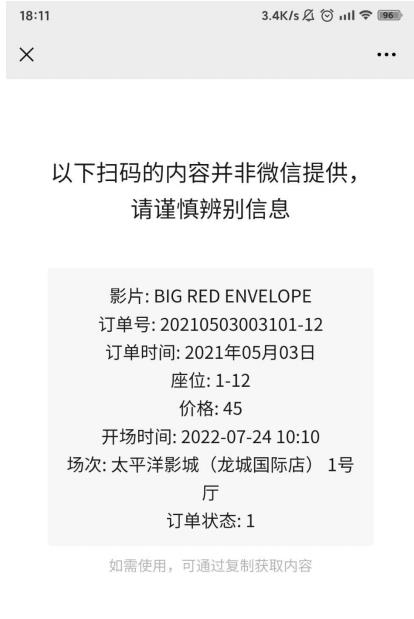 18:11
3.4K/s
96
以下扫码的内容并非微信提供，
请谨慎辨别信息
影片: BIG RED ENVELOPE
订单号: 20210503003101-12
订单时间: 2021年05月03日
座位: 1-12
价格: 45
开场时间: 2022-07-24 10:10
场次: 太平洋影城（龙城国际店） 1号
厅
订单状态: 1
如需使用，可通过复制获取内容